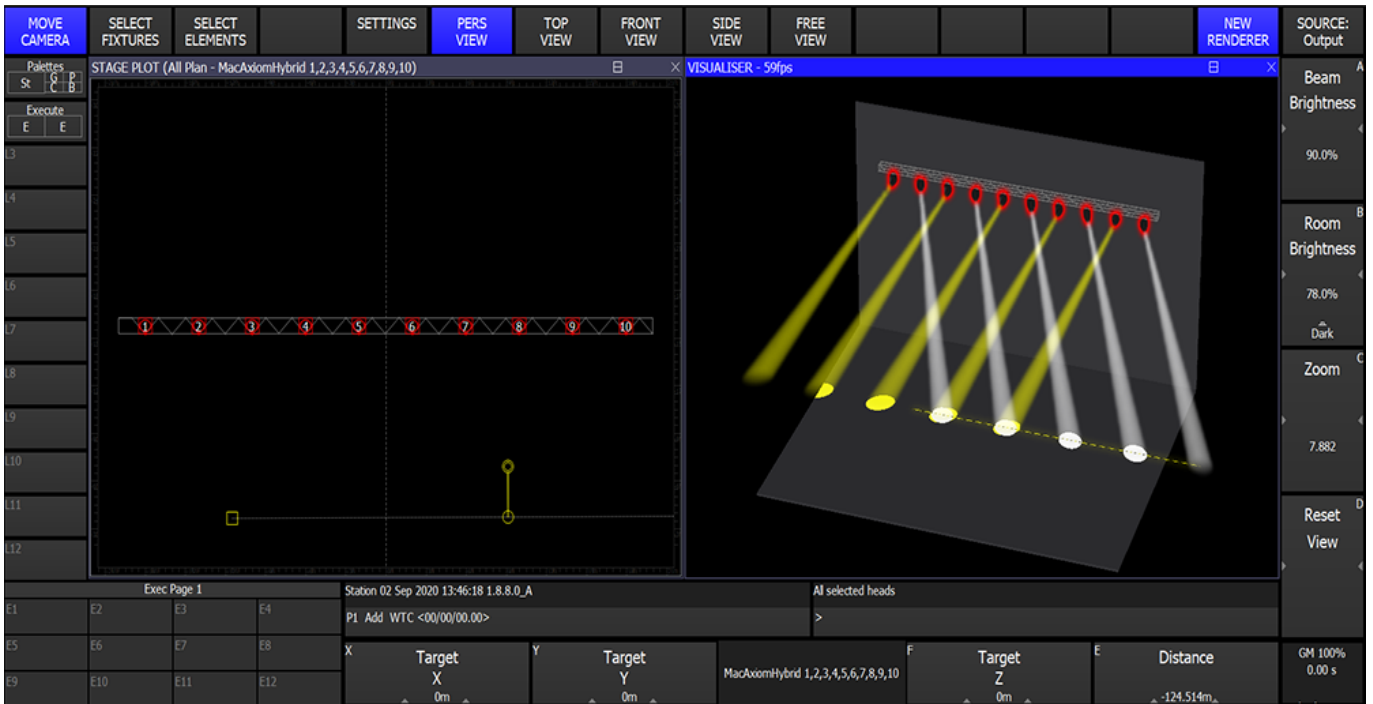 MOVE
CAMERA
SELECT
FIXTURES
SELECT
ELEMENTS
SETTINGS
PERS
VIEW
TOP
VIEW
FRONT
VIEW
SIDE
VIEW
FREE
VIEW
NEW
RENDERER
SOURCE:
Output
Palettes
St G P
C B
Execute
E E
L3
L4
L5
L6
L7
L8
L9
L10
L11
L12
STAGE PLOT (All Plan - MacAxiomHybrid 1,2,3,4,5,6,7,8,9,10)
1 2 3 4 5 6 7 8 9 10
VISUALISER - 59fps
A
Beam
Brightness
90.0%
B
Room
Brightness
78.0%
Dark
C
Zoom
7.882
D
Reset
View
Exec Page 1
E1 E2 E3 E4
E5 E6 E7 E8
E9 E10 E11 E12
Station 02 Sep 2020 13:46:18 1.8.8.0_A
P1 Add WTC <00/00/00.00>
All selected heads
>
X
Target
X
0m
Y
Target
Y
0m
MacAxiomHybrid 1,2,3,4,5,6,7,8,9,10
F
Target
Z
0m
E
Distance
-124.514m
GM 100%
0.00 s